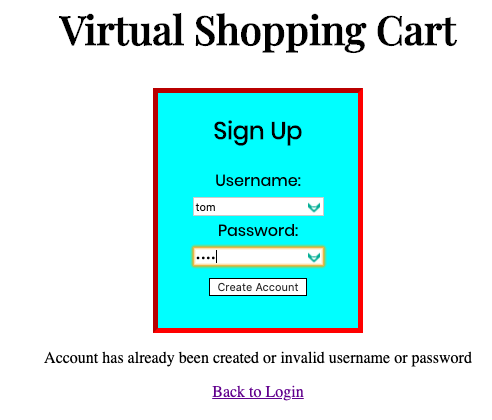 Virtual Shopping Cart
Sign Up
Username:
tom
Password:
••••
Create Account
Account has already been created or invalid username or password
Back to Login